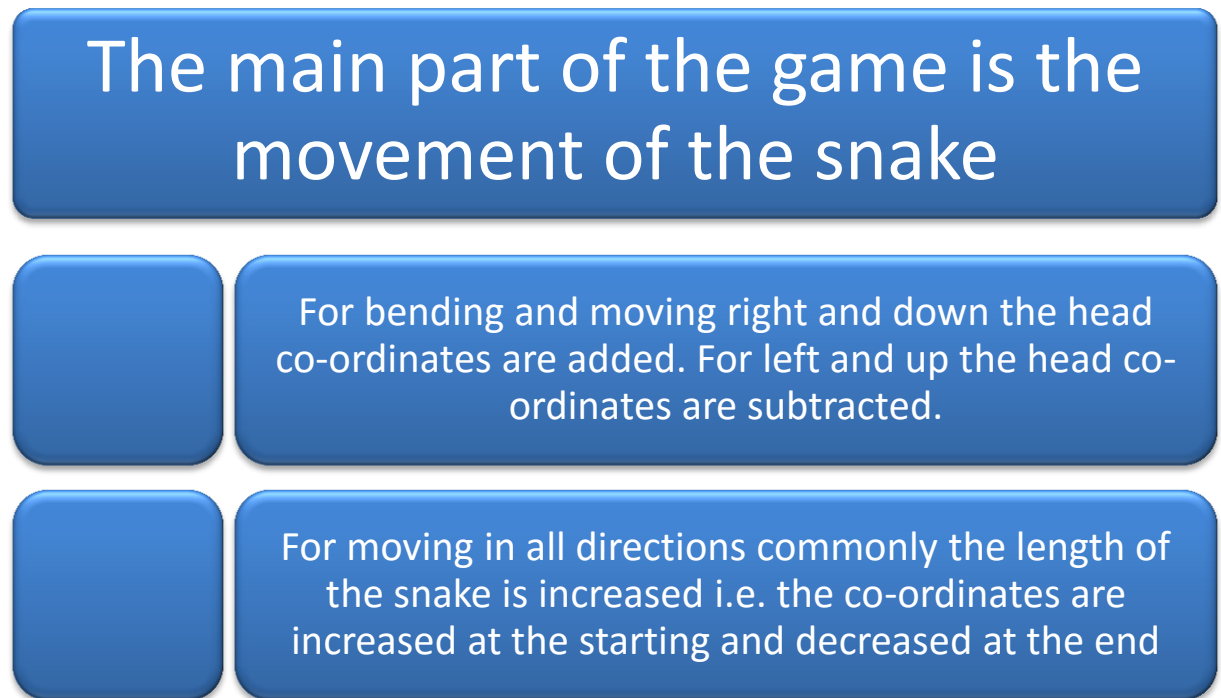 The main part of the game is the
movement of the snake
For bending and moving right and down the head
co-ordinates are added. For left and up the head co-
ordinates are subtracted.
For moving in all directions commonly the length of
the snake is increased i.e. the co-ordinates are
increased at the starting and decreased at the end